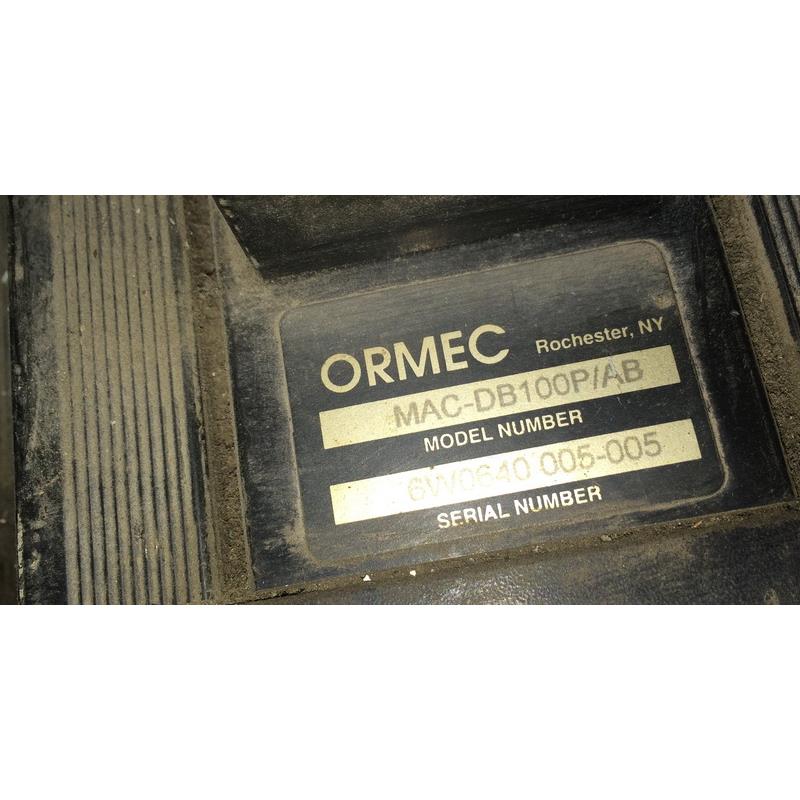 ORMEC Rochester, NY
MAC-DB100P/AB
MODEL NUMBER
6W0640 005-005
SERIAL NUMBER